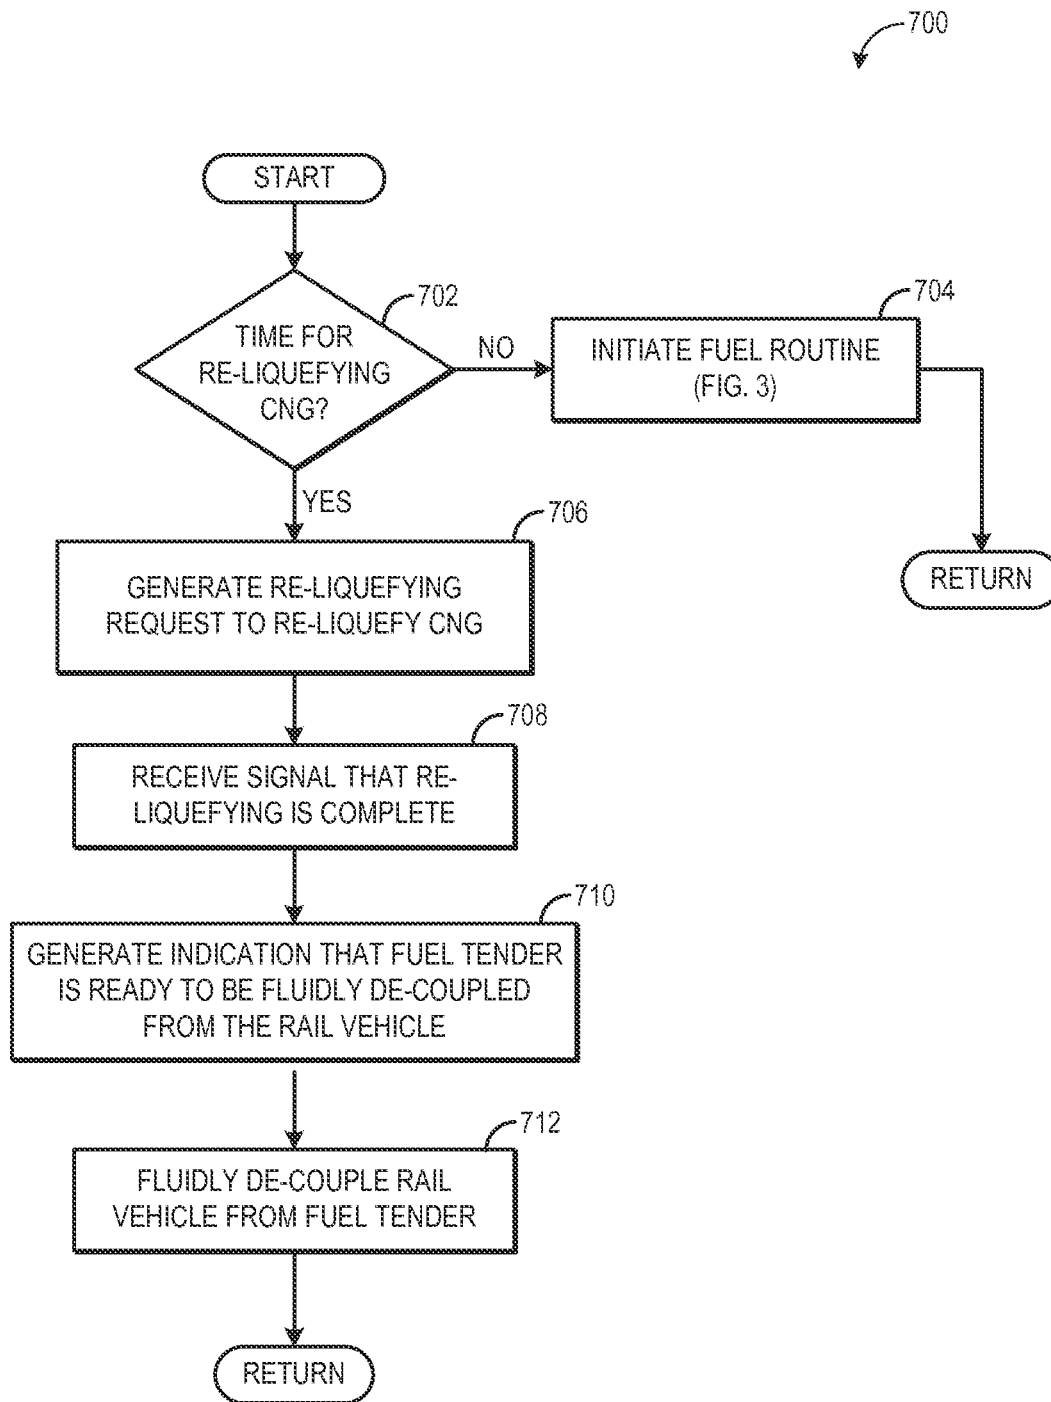 700
START
702
TIME FOR
RE-LIQUEFYING
CNG?
NO
704
INITIATE FUEL ROUTINE
(FIG. 3)
RETURN
YES
706
GENERATE RE-LIQUEFYING
REQUEST TO RE-LIQUEFY CNG
708
RECEIVE SIGNAL THAT RE-
LIQUEFYING IS COMPLETE
710
GENERATE INDICATION THAT FUEL TENDER
IS READY TO BE FLUIDLY DE-COUPLED
FROM THE RAIL VEHICLE
712
FLUIDLY DE-COUPLE RAIL
VEHICLE FROM FUEL TENDER
RETURN